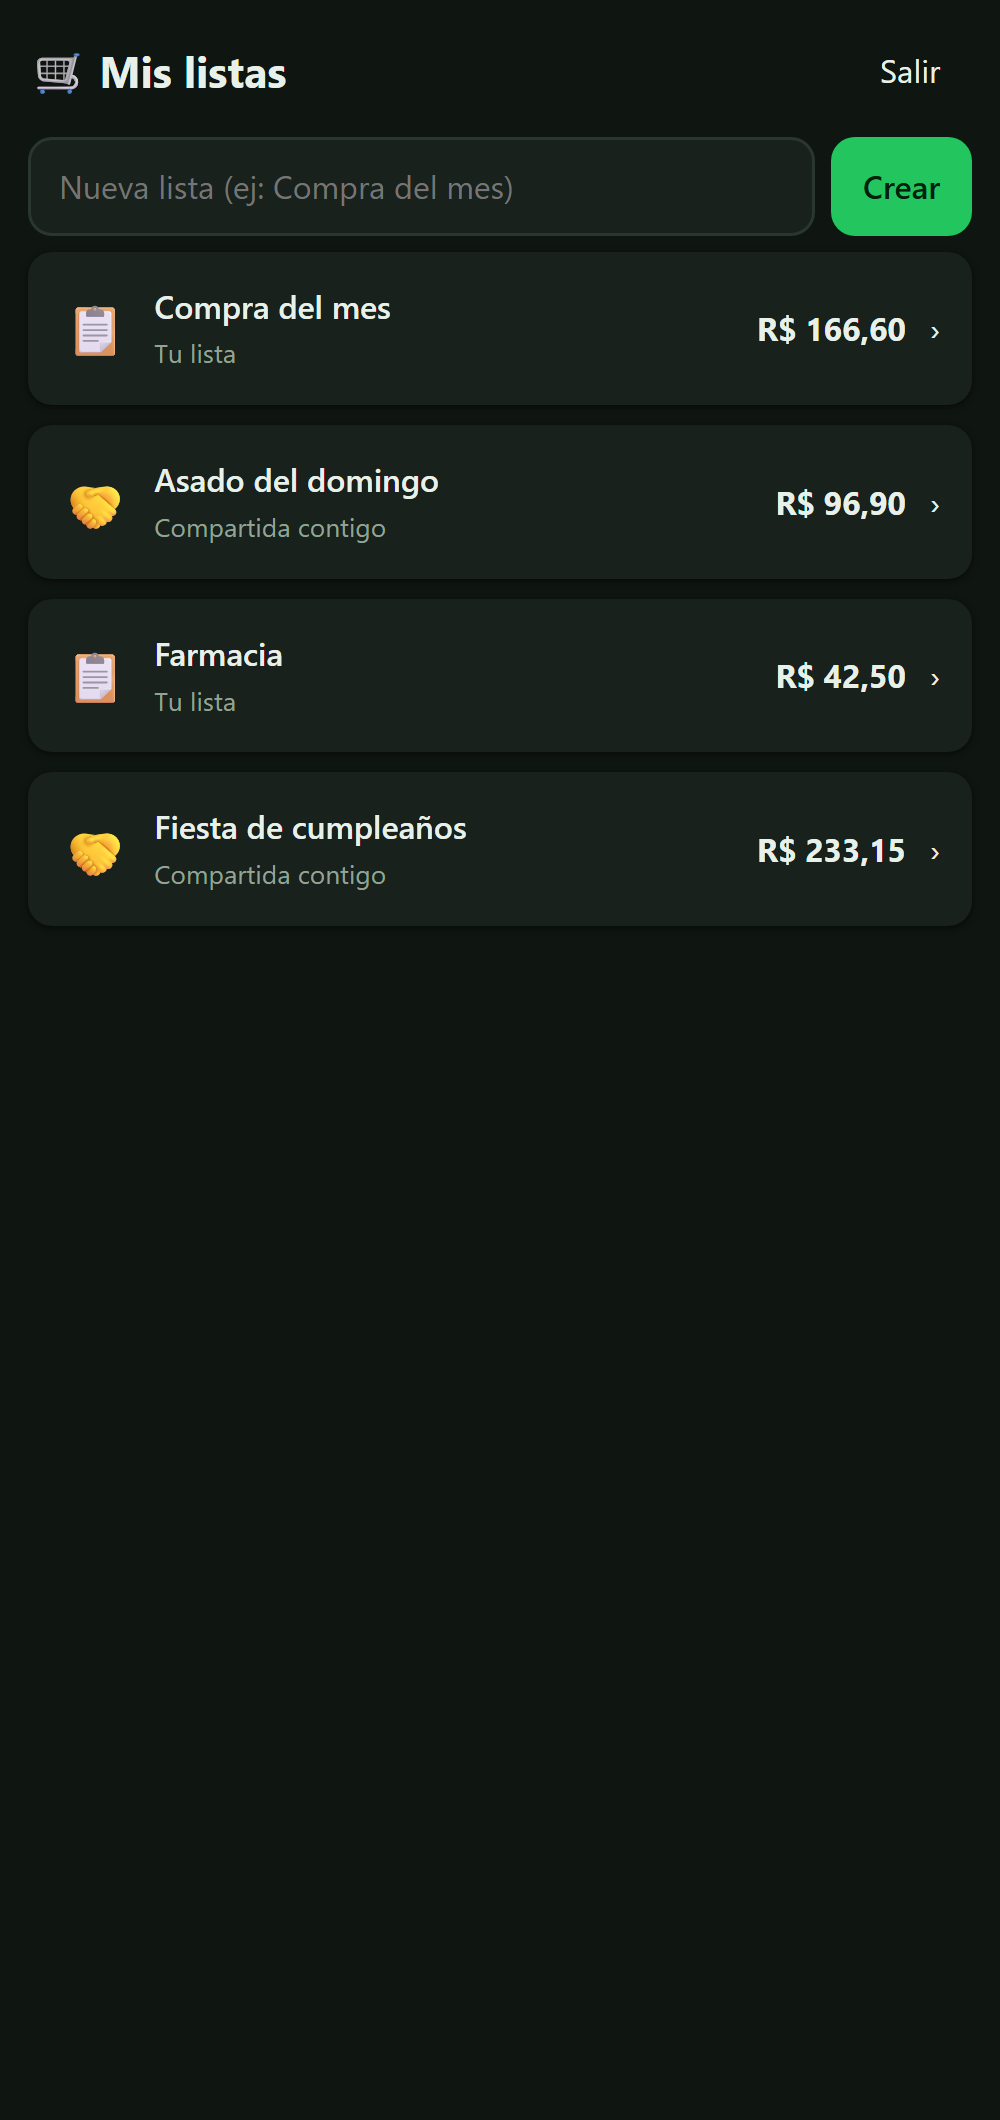 Mis listas
Salir
Nueva lista (ej: Compra del mes)
Crear
Compra del mes
Tu lista
R$ 166,60 ›
Asado del domingo
Compartida contigo
R$ 96,90 ›
Farmacia
Tu lista
R$ 42,50 ›
Fiesta de cumpleaños
Compartida contigo
R$ 233,15 ›